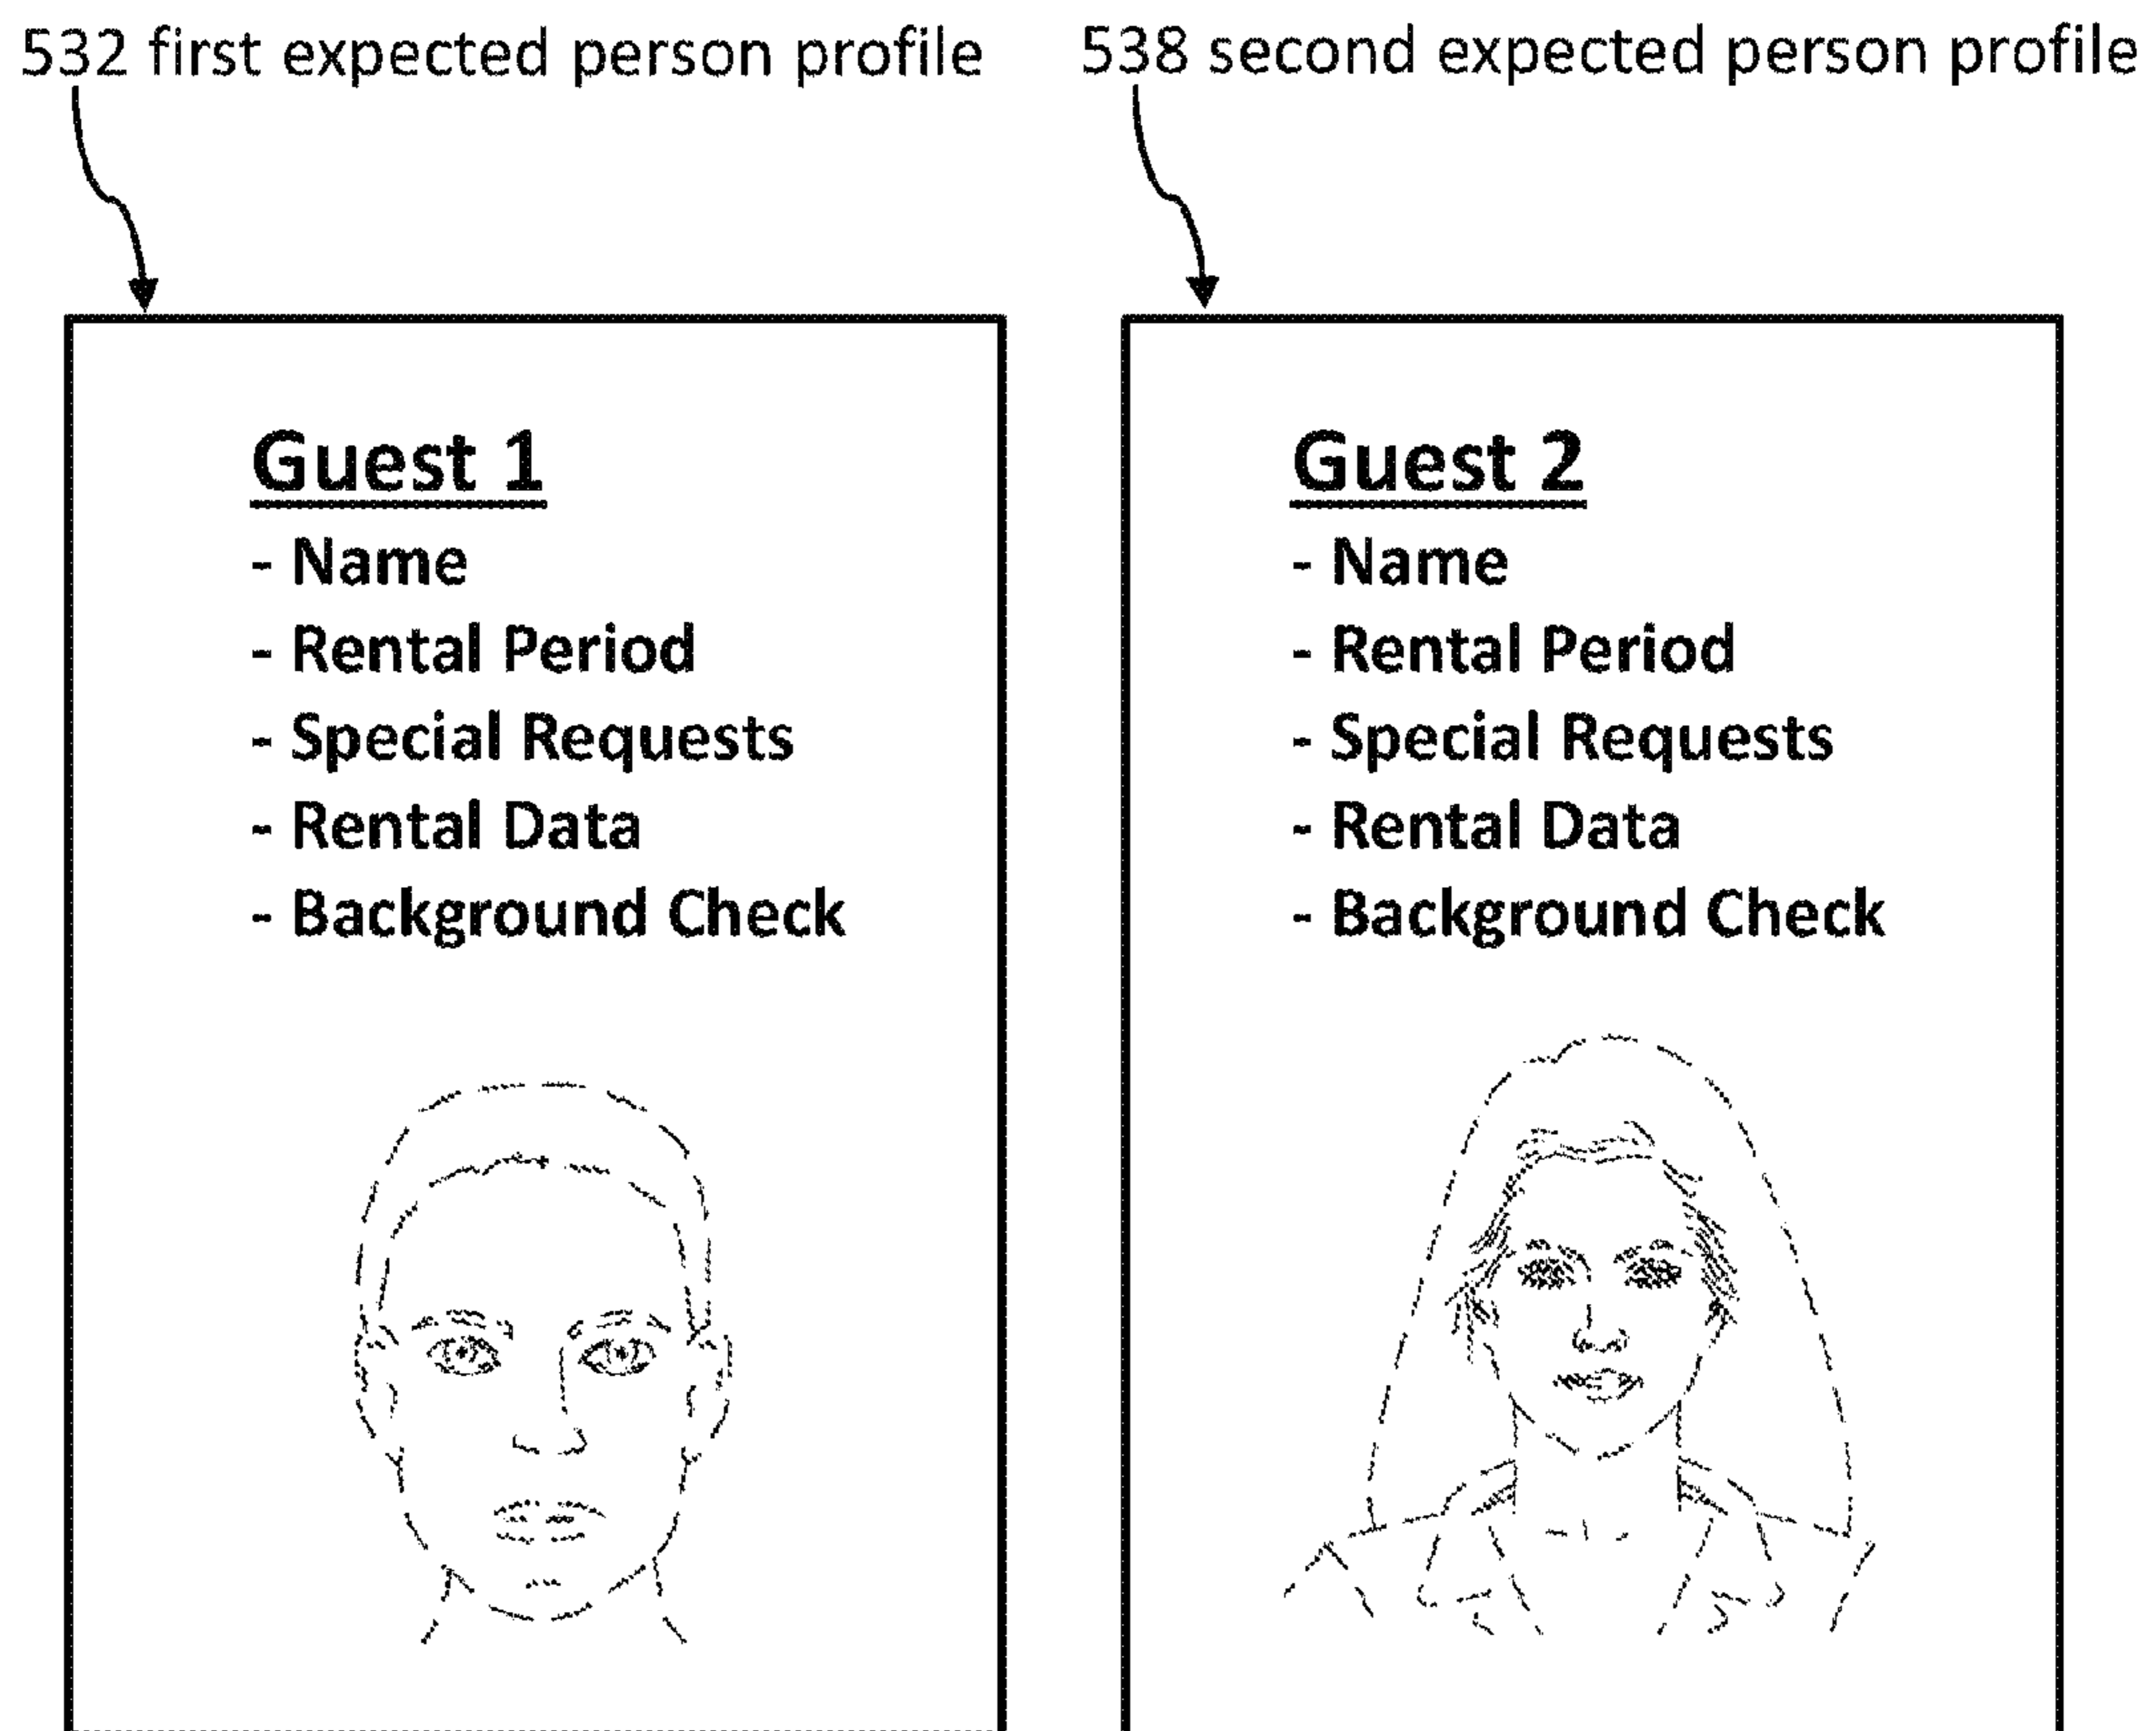 532 first expected person profile
538 second expected person profile
Guest 1
- Name
- Rental Period
- Special Requests
- Rental Data
- Background Check
Guest 2
- Name
- Rental Period
- Special Requests
- Rental Data
- Background Check